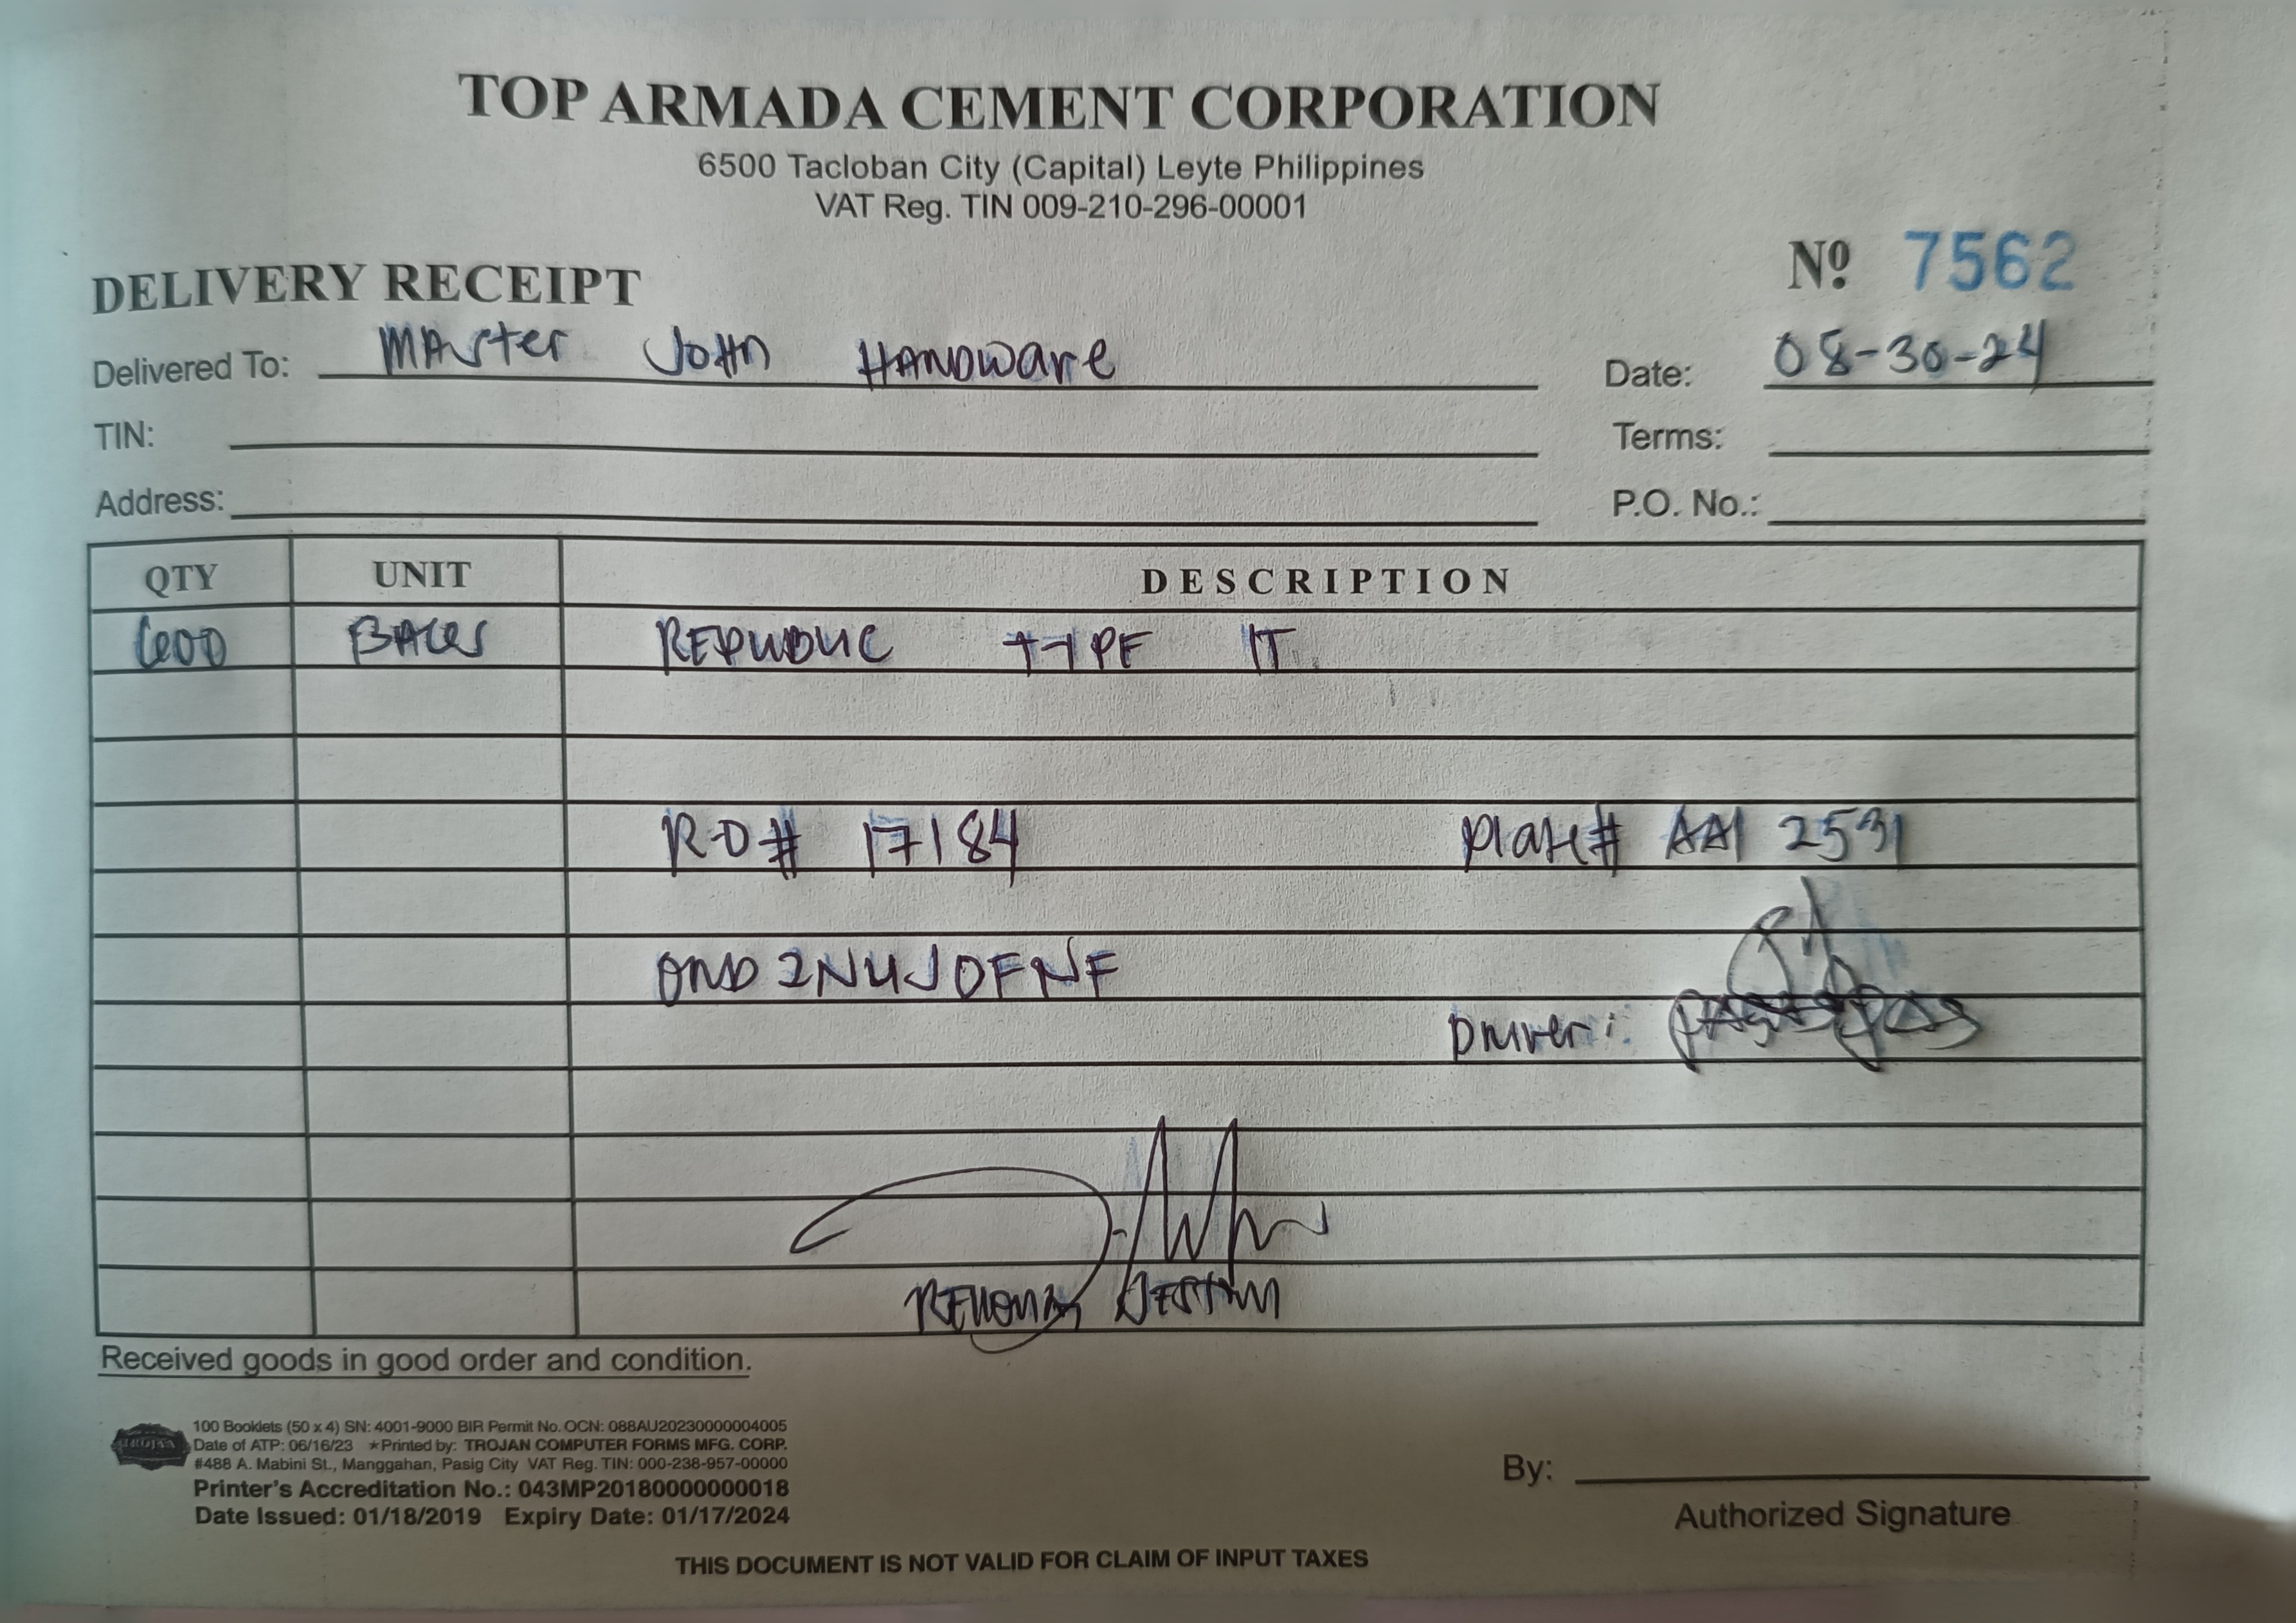 TOP ARMADA CEMENT CORPORATION
6500 Tacloban City (Capital) Leyte Philippines
VAT Reg. TIN 009-210-296-00001
Nº 7562
DELIVERY RECEIPT
Delivered To: MAster JoHn HARDware Date: 08-30-24
TIN: Terms:
Address: P.O. No.:
QTY UNIT DESCRIPTION
600 BAGS REPUBLIC TYPE 1T
RO# 17184 Plate# AAI 2531
Driver:
Received goods in good order and condition.
TROJAN
100 Booklets (50 x 4) SN: 4001-9000 BIR Permit No. OCN: 088AU20230000004005
Date of ATP: 06/16/23 ★Printed by: TROJAN COMPUTER FORMS MFG. CORP.
#488 A. Mabini St., Manggahan, Pasig City VAT Reg. TIN: 000-238-957-00000
Printer's Accreditation No.: 043MP20180000000018
Date Issued: 01/18/2019 Expiry Date: 01/17/2024
By:
Authorized Signature
THIS DOCUMENT IS NOT VALID FOR CLAIM OF INPUT TAXES